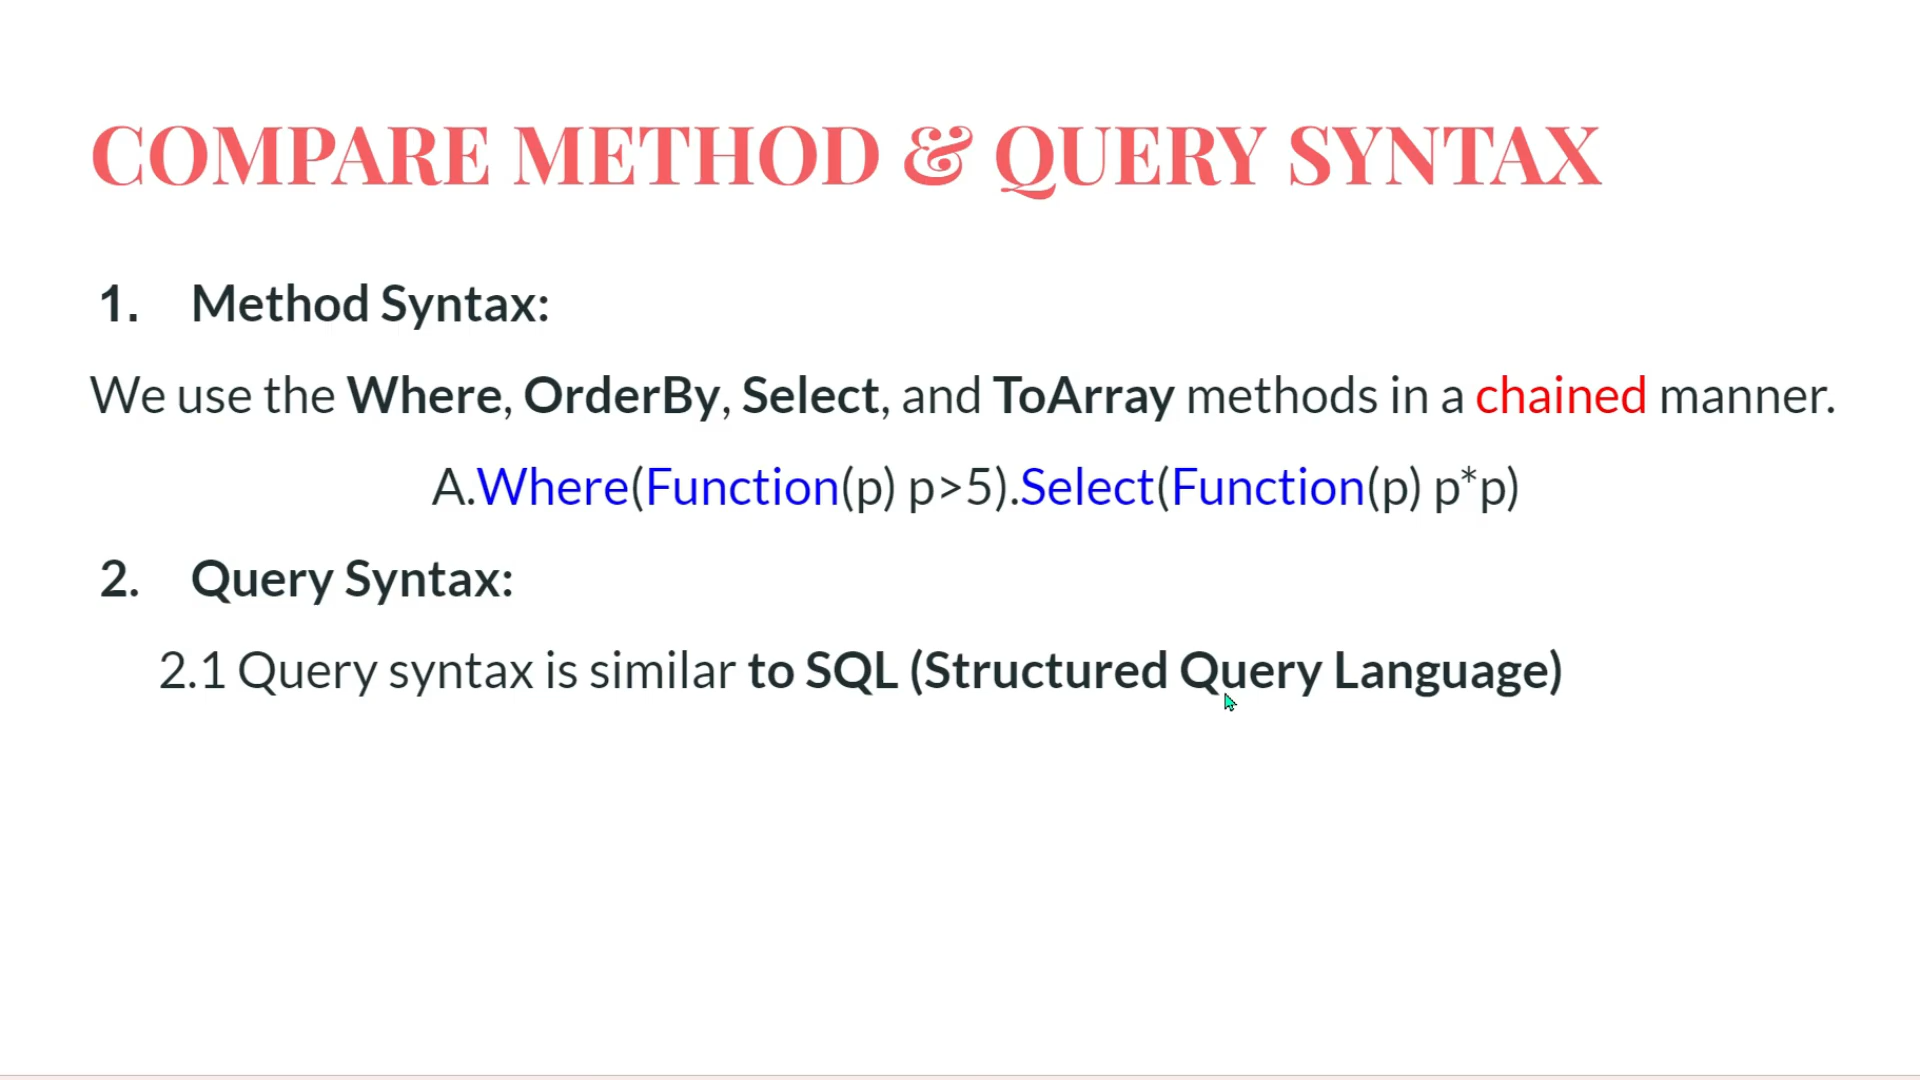 COMPARE METHOD & QUERY SYNTAX
1. Method Syntax:
We use the Where, OrderBy, Select, and ToArray methods in a chained manner.
A.Where(Function(p) p>5).Select(Function(p) p*p)
2. Query Syntax:
2.1 Query syntax is similar to SQL (Structured Query Language)